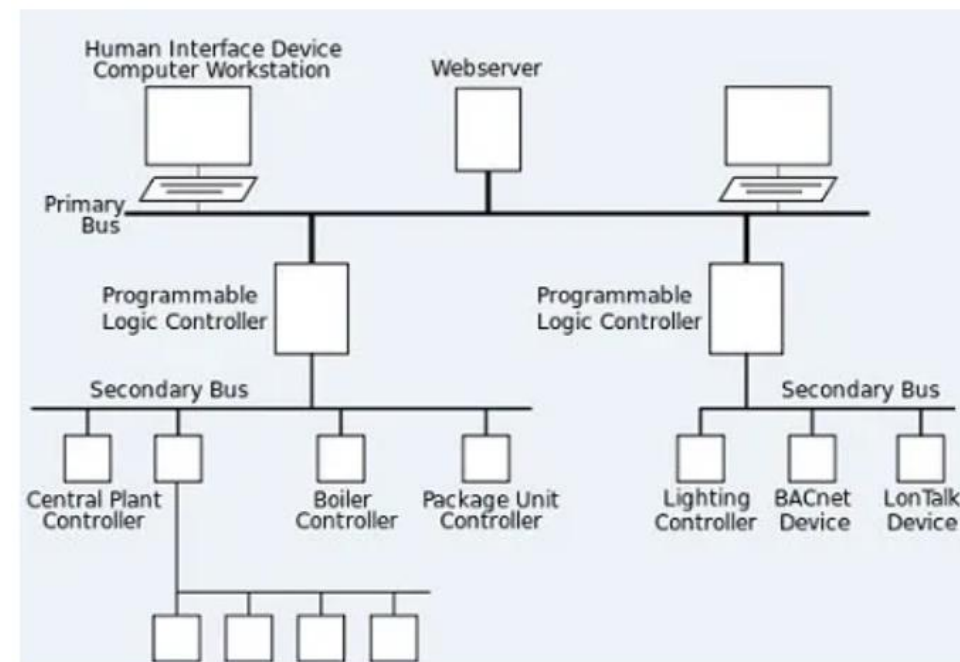 Human Interface Device
Computer Workstation
Webserver
Primary
Bus
Programmable
Logic Controller
Programmable
Logic Controller
Secondary Bus
Secondary Bus
Central Plant
Controller
Boiler
Controller
Package Unit
Controller
Lighting
Controller
BACnet
Device
LonTalk
Device